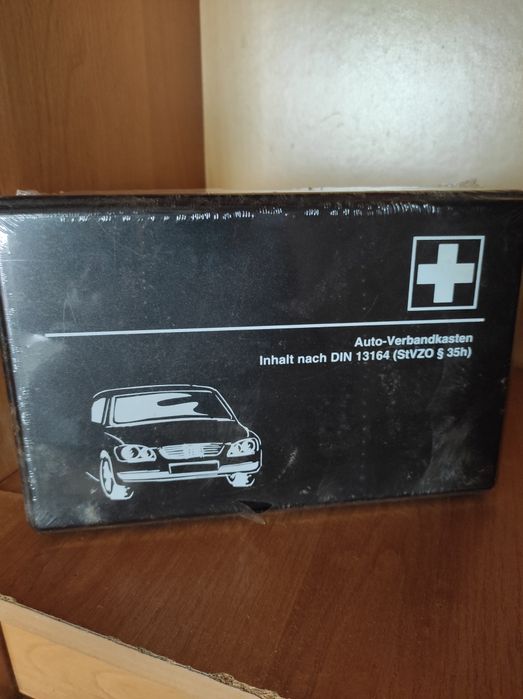 Auto-Verbandkasten
Inhalt nach DIN 13164 (StVZO § 35h)